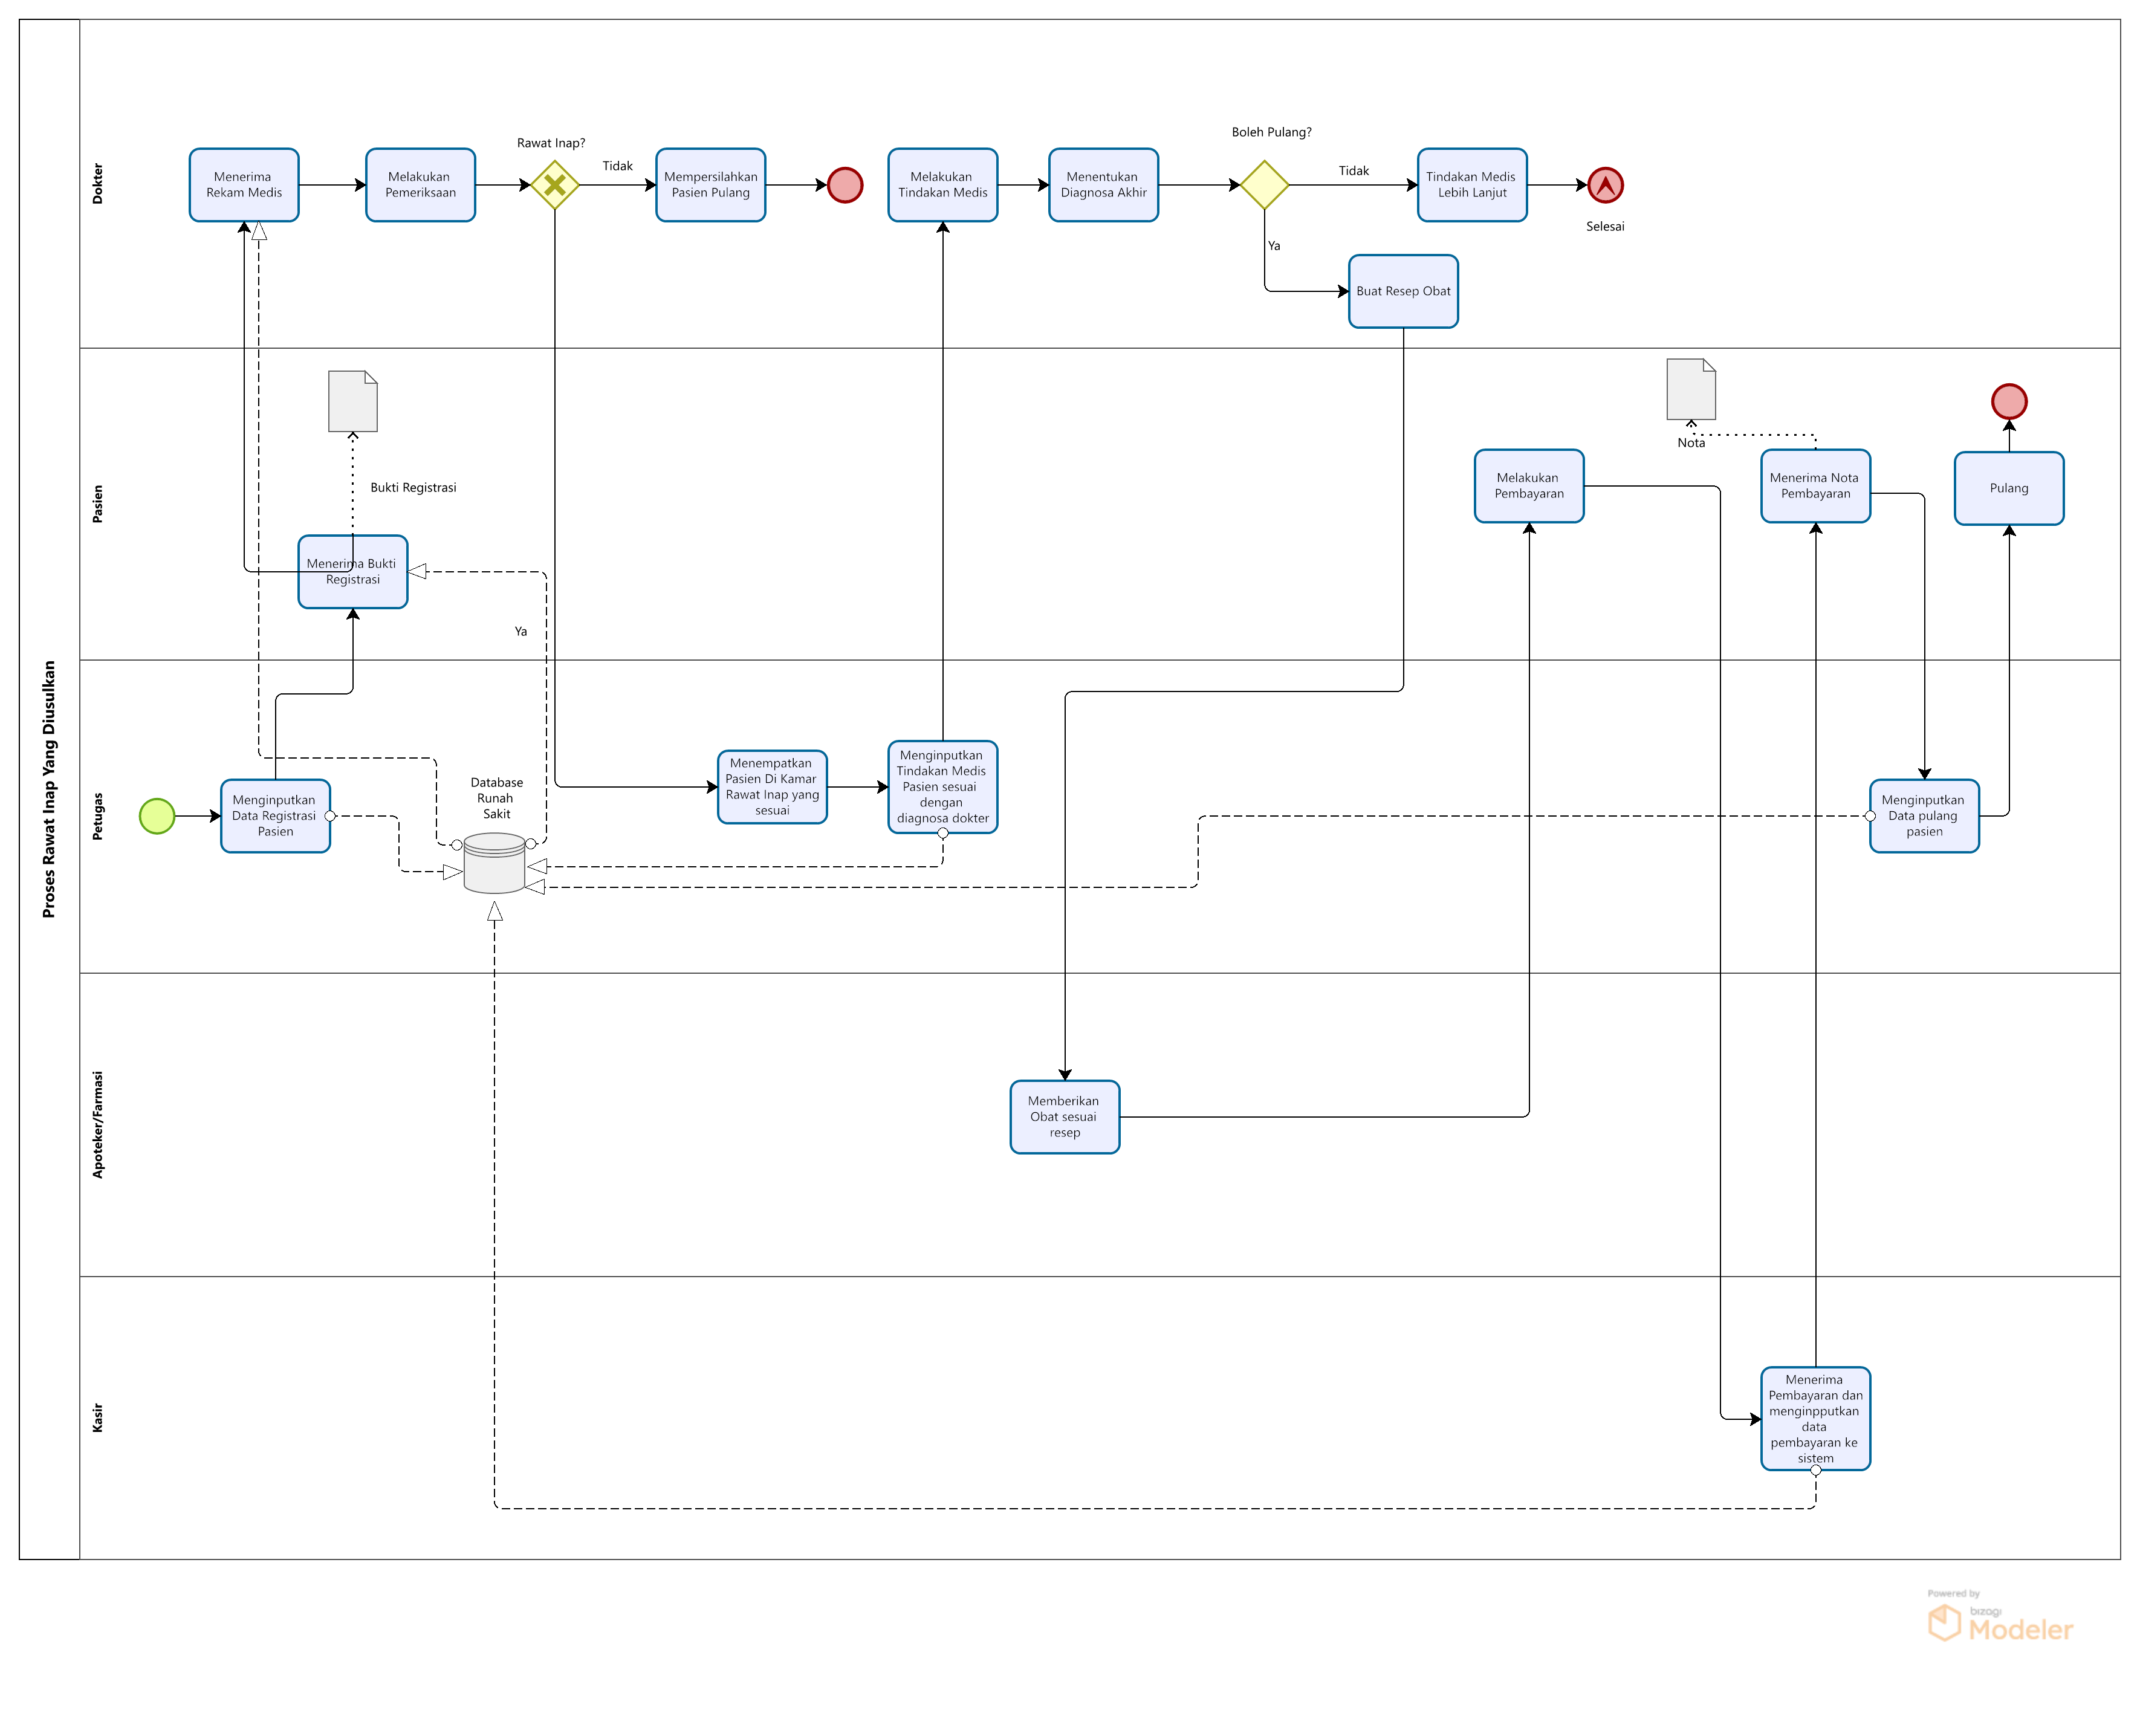 Proses Rawat Inap Yang Diusulkan
Dokter
Rawat Inap?
Boleh Pulang?
Menerima
Rekam Medis
Melakukan
Pemeriksaan
Tidak
Mempersilahkan
Pasien Pulang
Melakukan
Tindakan Medis
Menentukan
Diagnosa Akhir
Tidak
Tindakan Medis
Lebih Lanjut
Selesai
Ya
Buat Resep Obat
Pasien
Bukti Registrasi
Menerima Bukti
Registrasi
Ya
Melakukan
Pembayaran
Nota
Menerima Nota
Pembayaran
Pulang
Petugas
Menginputkan
Data Registrasi
Pasien
Database
Runah
Sakit
Menempatkan
Pasien Di Kamar
Rawat Inap yang
sesuai
Menginputkan
Tindakan Medis
Pasien sesuai
dengan
diagnosa dokter
Menginputkan
Data pulang
pasien
Apoteker/Farmasi
Memberikan
Obat sesuai
resep
Kasir
Menerima
Pembayaran dan
menginpputkan
data
pembayaran ke
sistem
Powered by
bizagi
Modeler